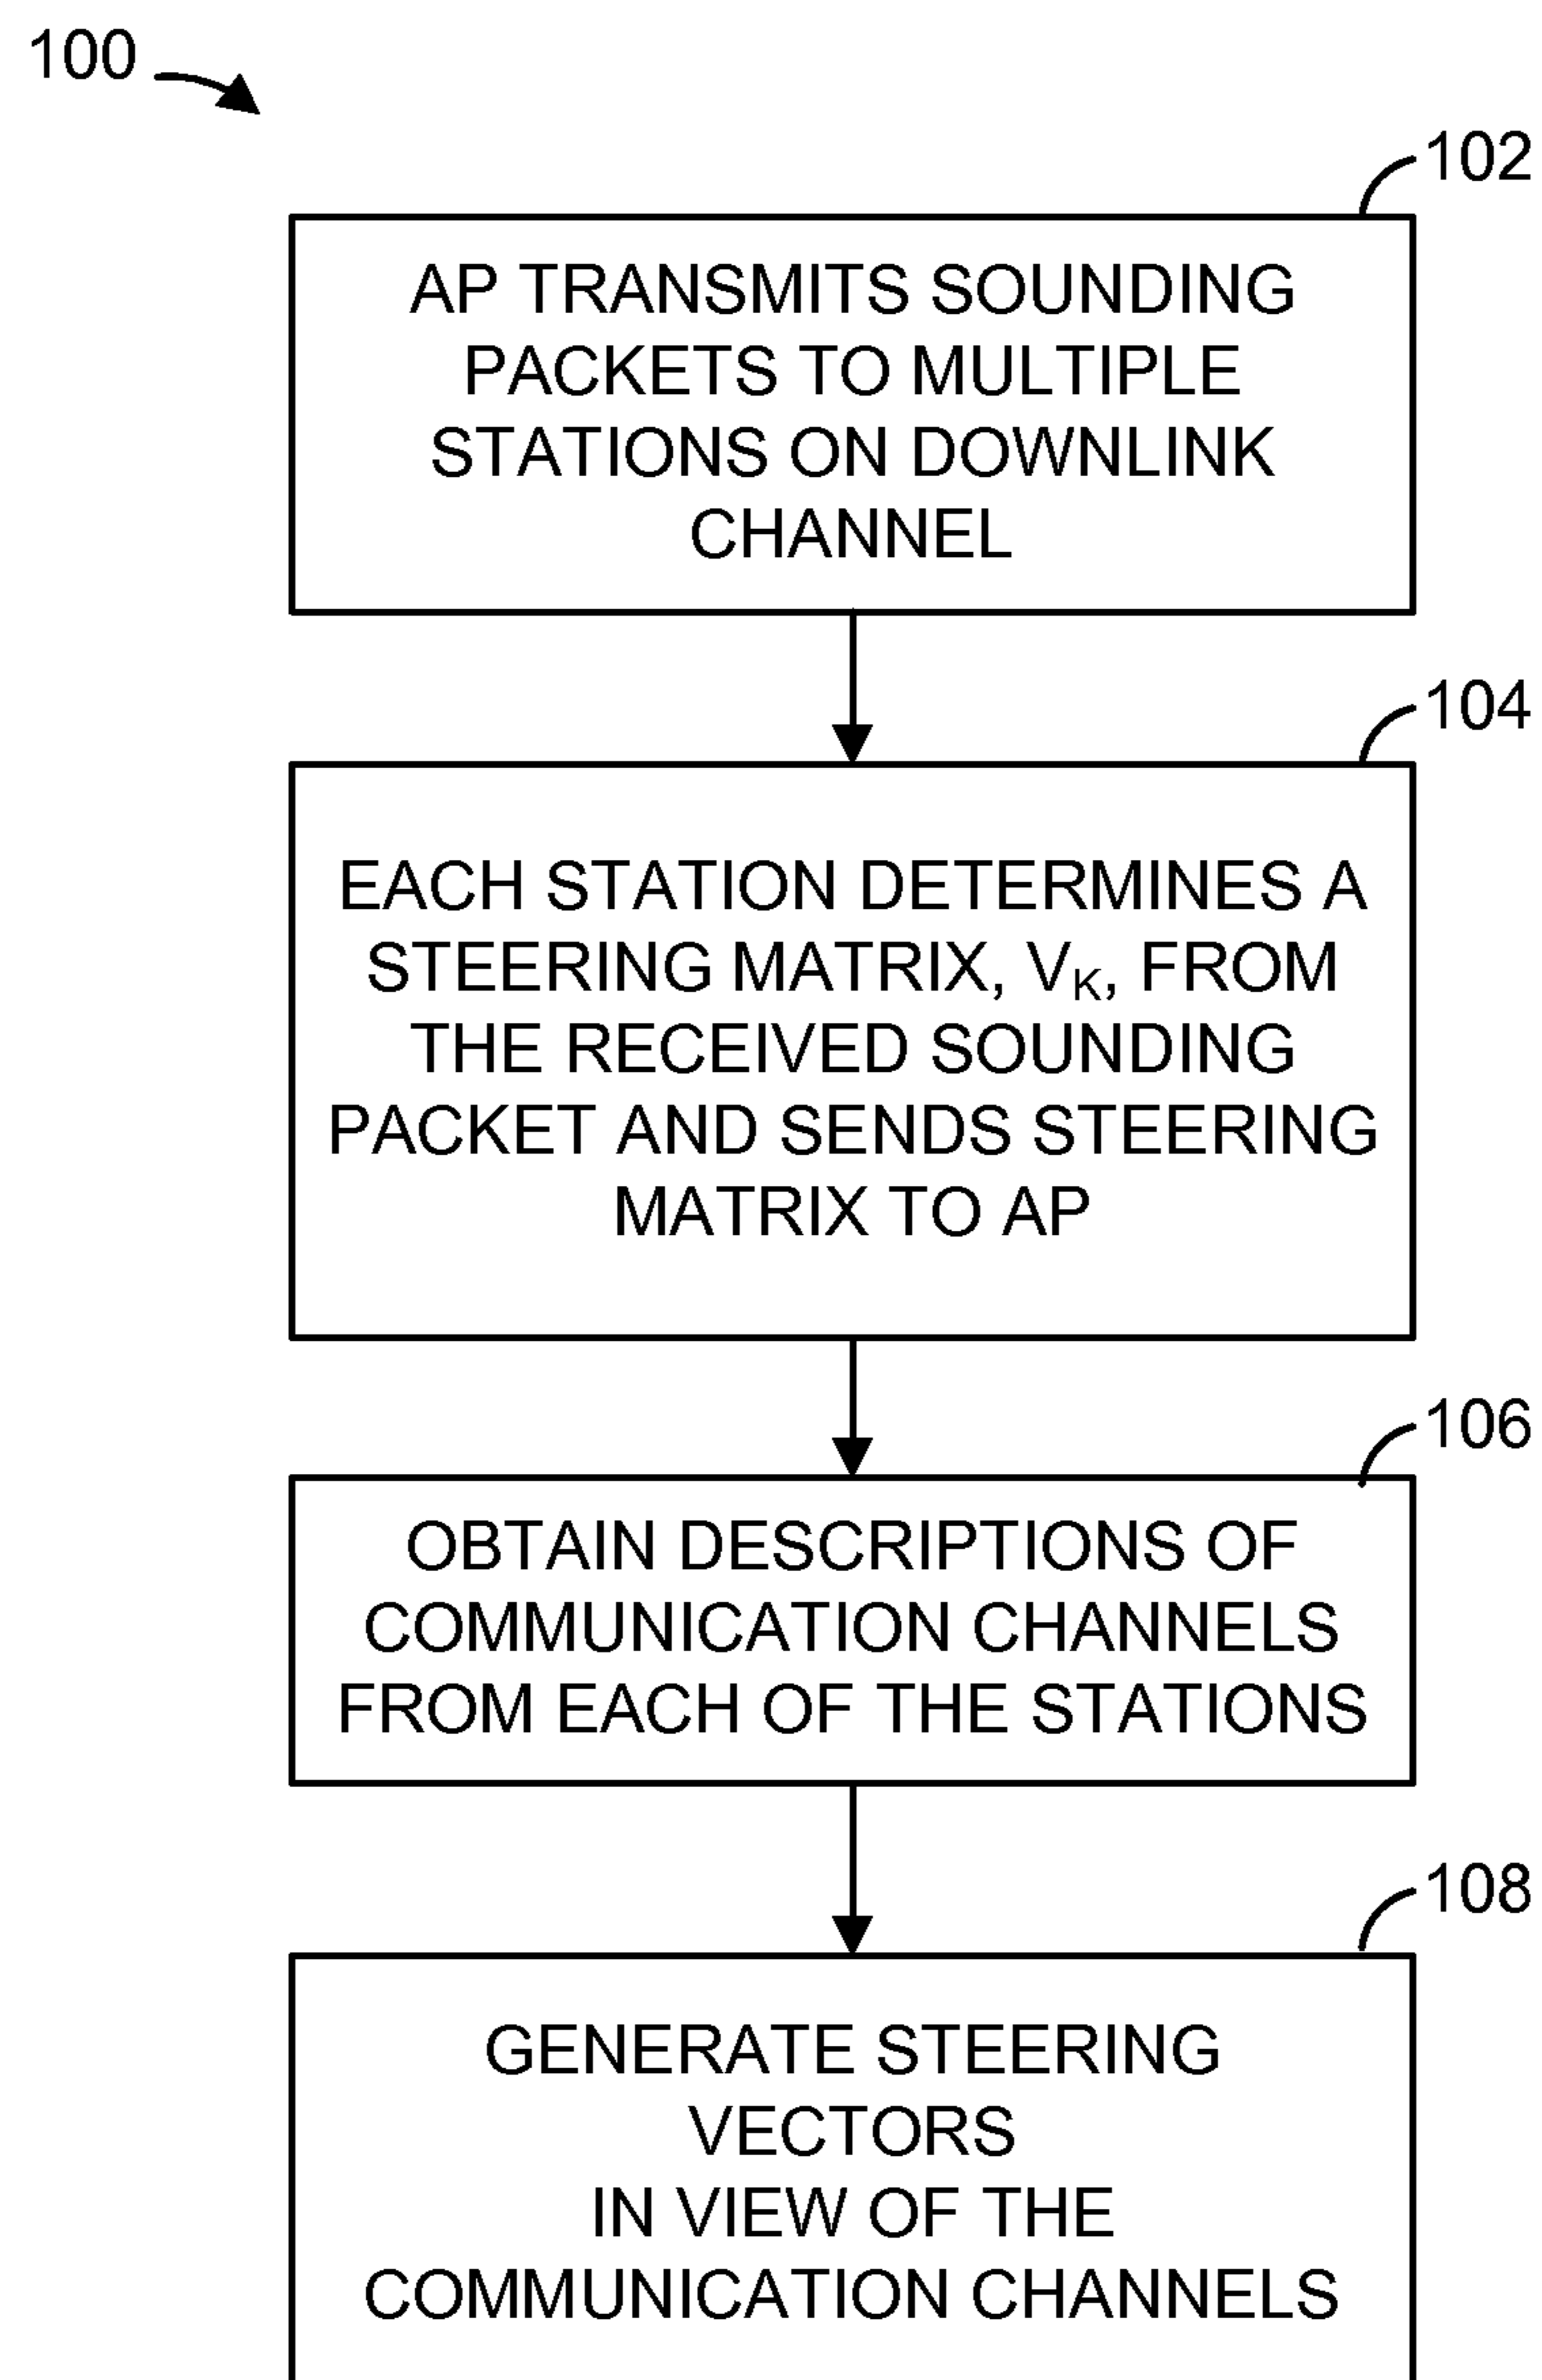 100
102
AP TRANSMITS SOUNDING
PACKETS TO MULTIPLE
STATIONS ON DOWNLINK
CHANNEL
104
EACH STATION DETERMINES A
STEERING MATRIX, VK, FROM
THE RECEIVED SOUNDING
PACKET AND SENDS STEERING
MATRIX TO AP
106
OBTAIN DESCRIPTIONS OF
COMMUNICATION CHANNELS
FROM EACH OF THE STATIONS
108
GENERATE STEERING
VECTORS
IN VIEW OF THE
COMMUNICATION CHANNELS